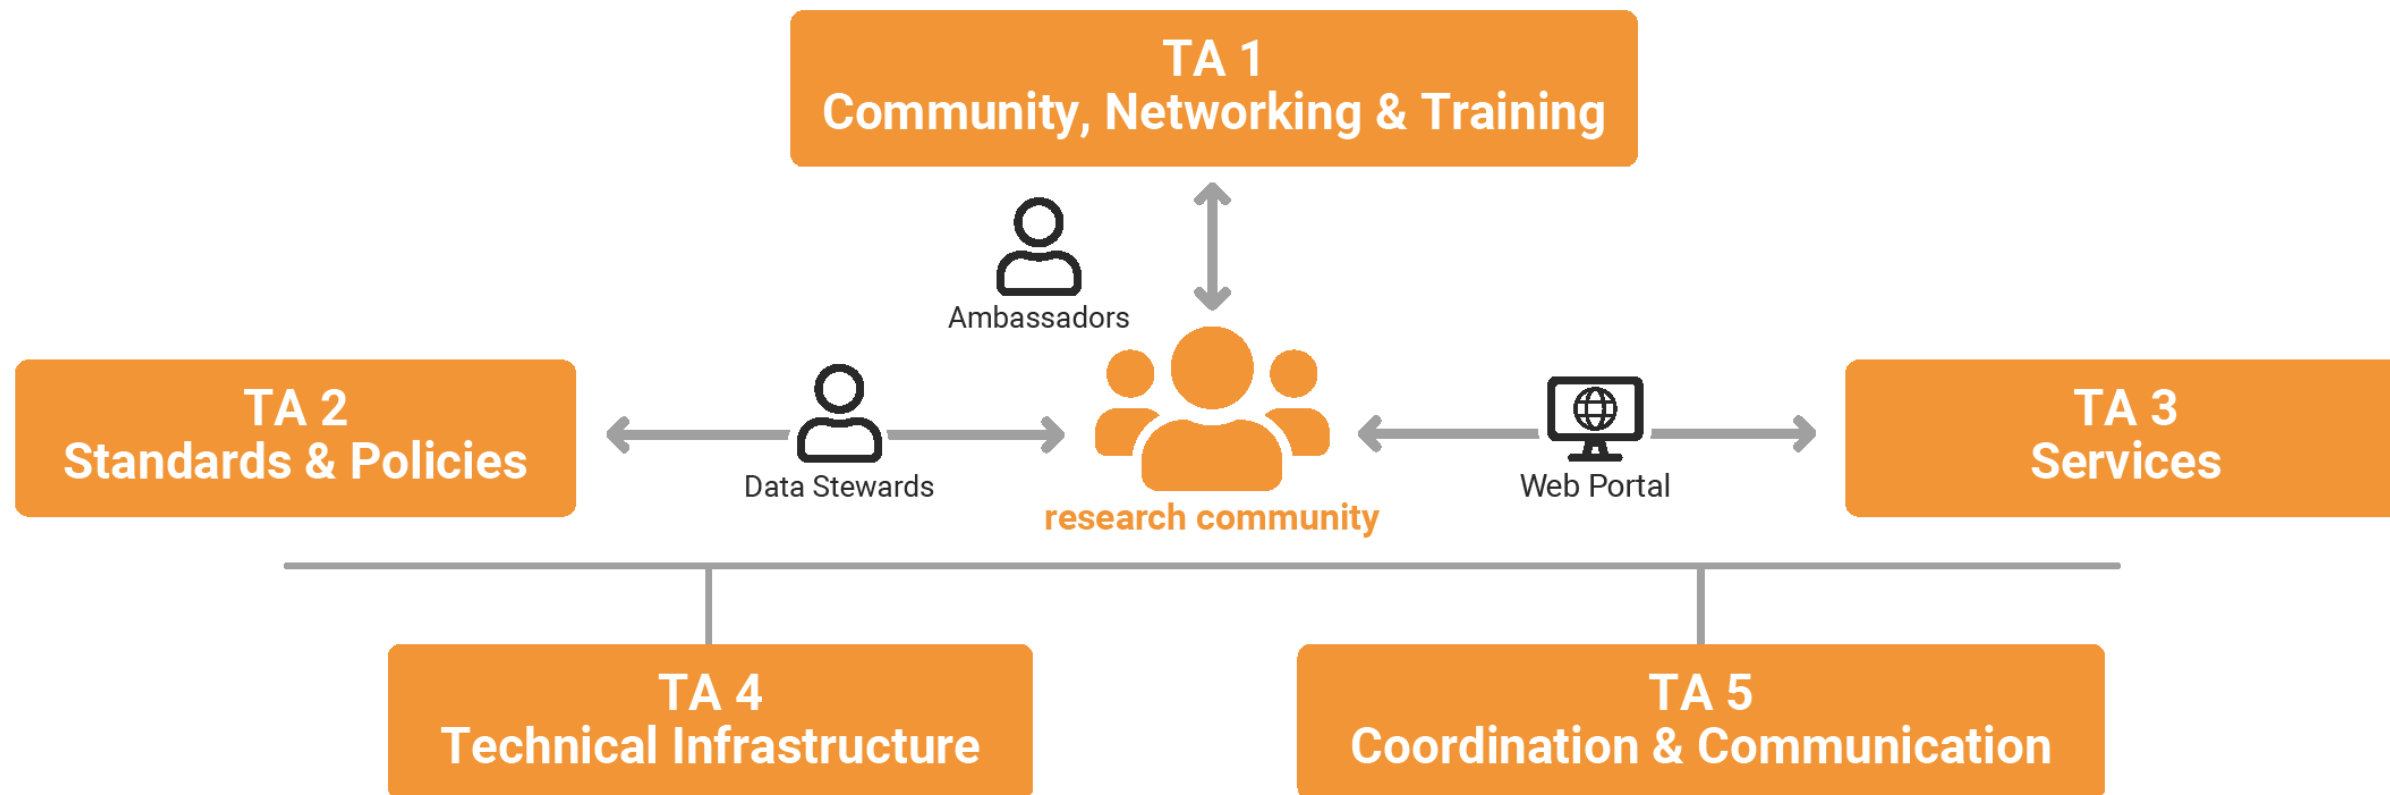 TA 1
Community, Networking & Training
Ambassadors
TA 2
Standards & Policies
Data Stewards
research community
Web Portal
TA 3
Services
TA 4
Technical Infrastructure
TA 5
Coordination & Communication